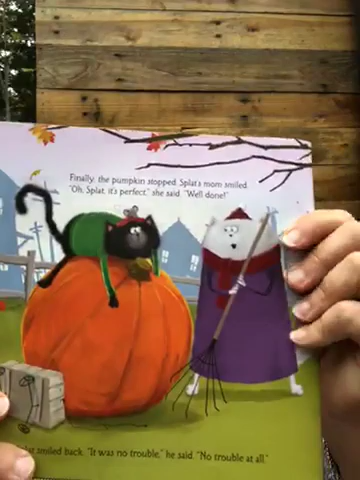 Finally, the pumpkin stopped. Splat's mom smiled.
"Oh, Splat, it's perfect," she said. "Well done!"
smiled back. "It was no trouble," he said. "No trouble at all."